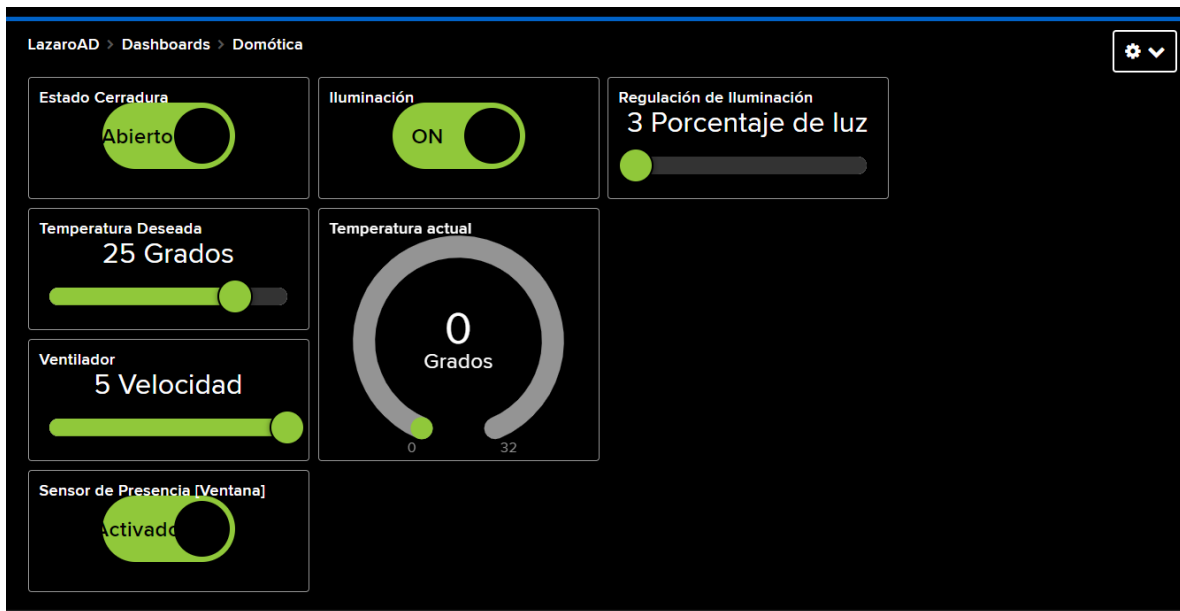 LazaroAD > Dashboards > Domótica
Estado Cerradura
Abierto
Iluminación
ON
Regulación de Iluminación
3 Porcentaje de luz
Temperatura Deseada
25 Grados
Temperatura actual
0
Grados
0 32
Ventilador
5 Velocidad
Sensor de Presencia [Ventana]
Activado